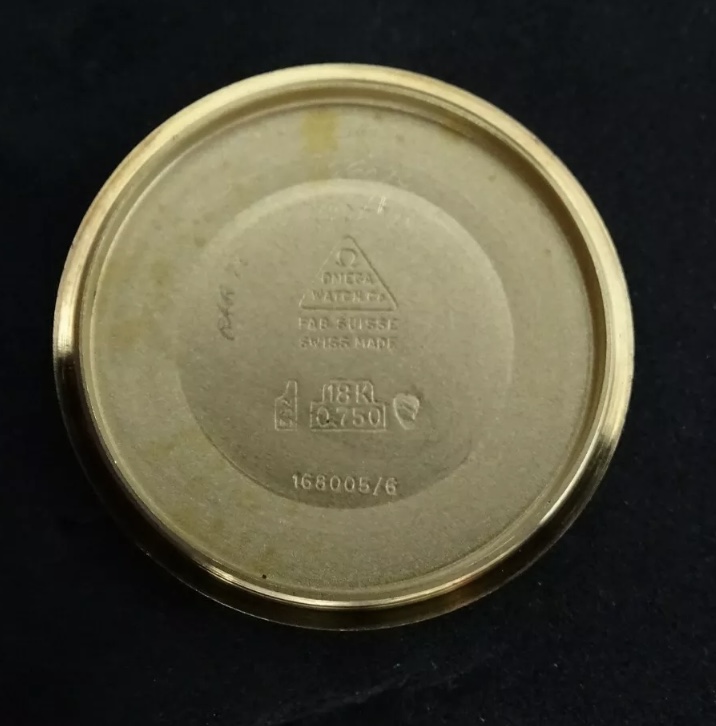 Ω
OMEGA
WATCH Co
FAB. SUISSE
SWISS MADE
18K
0.750
168005/6